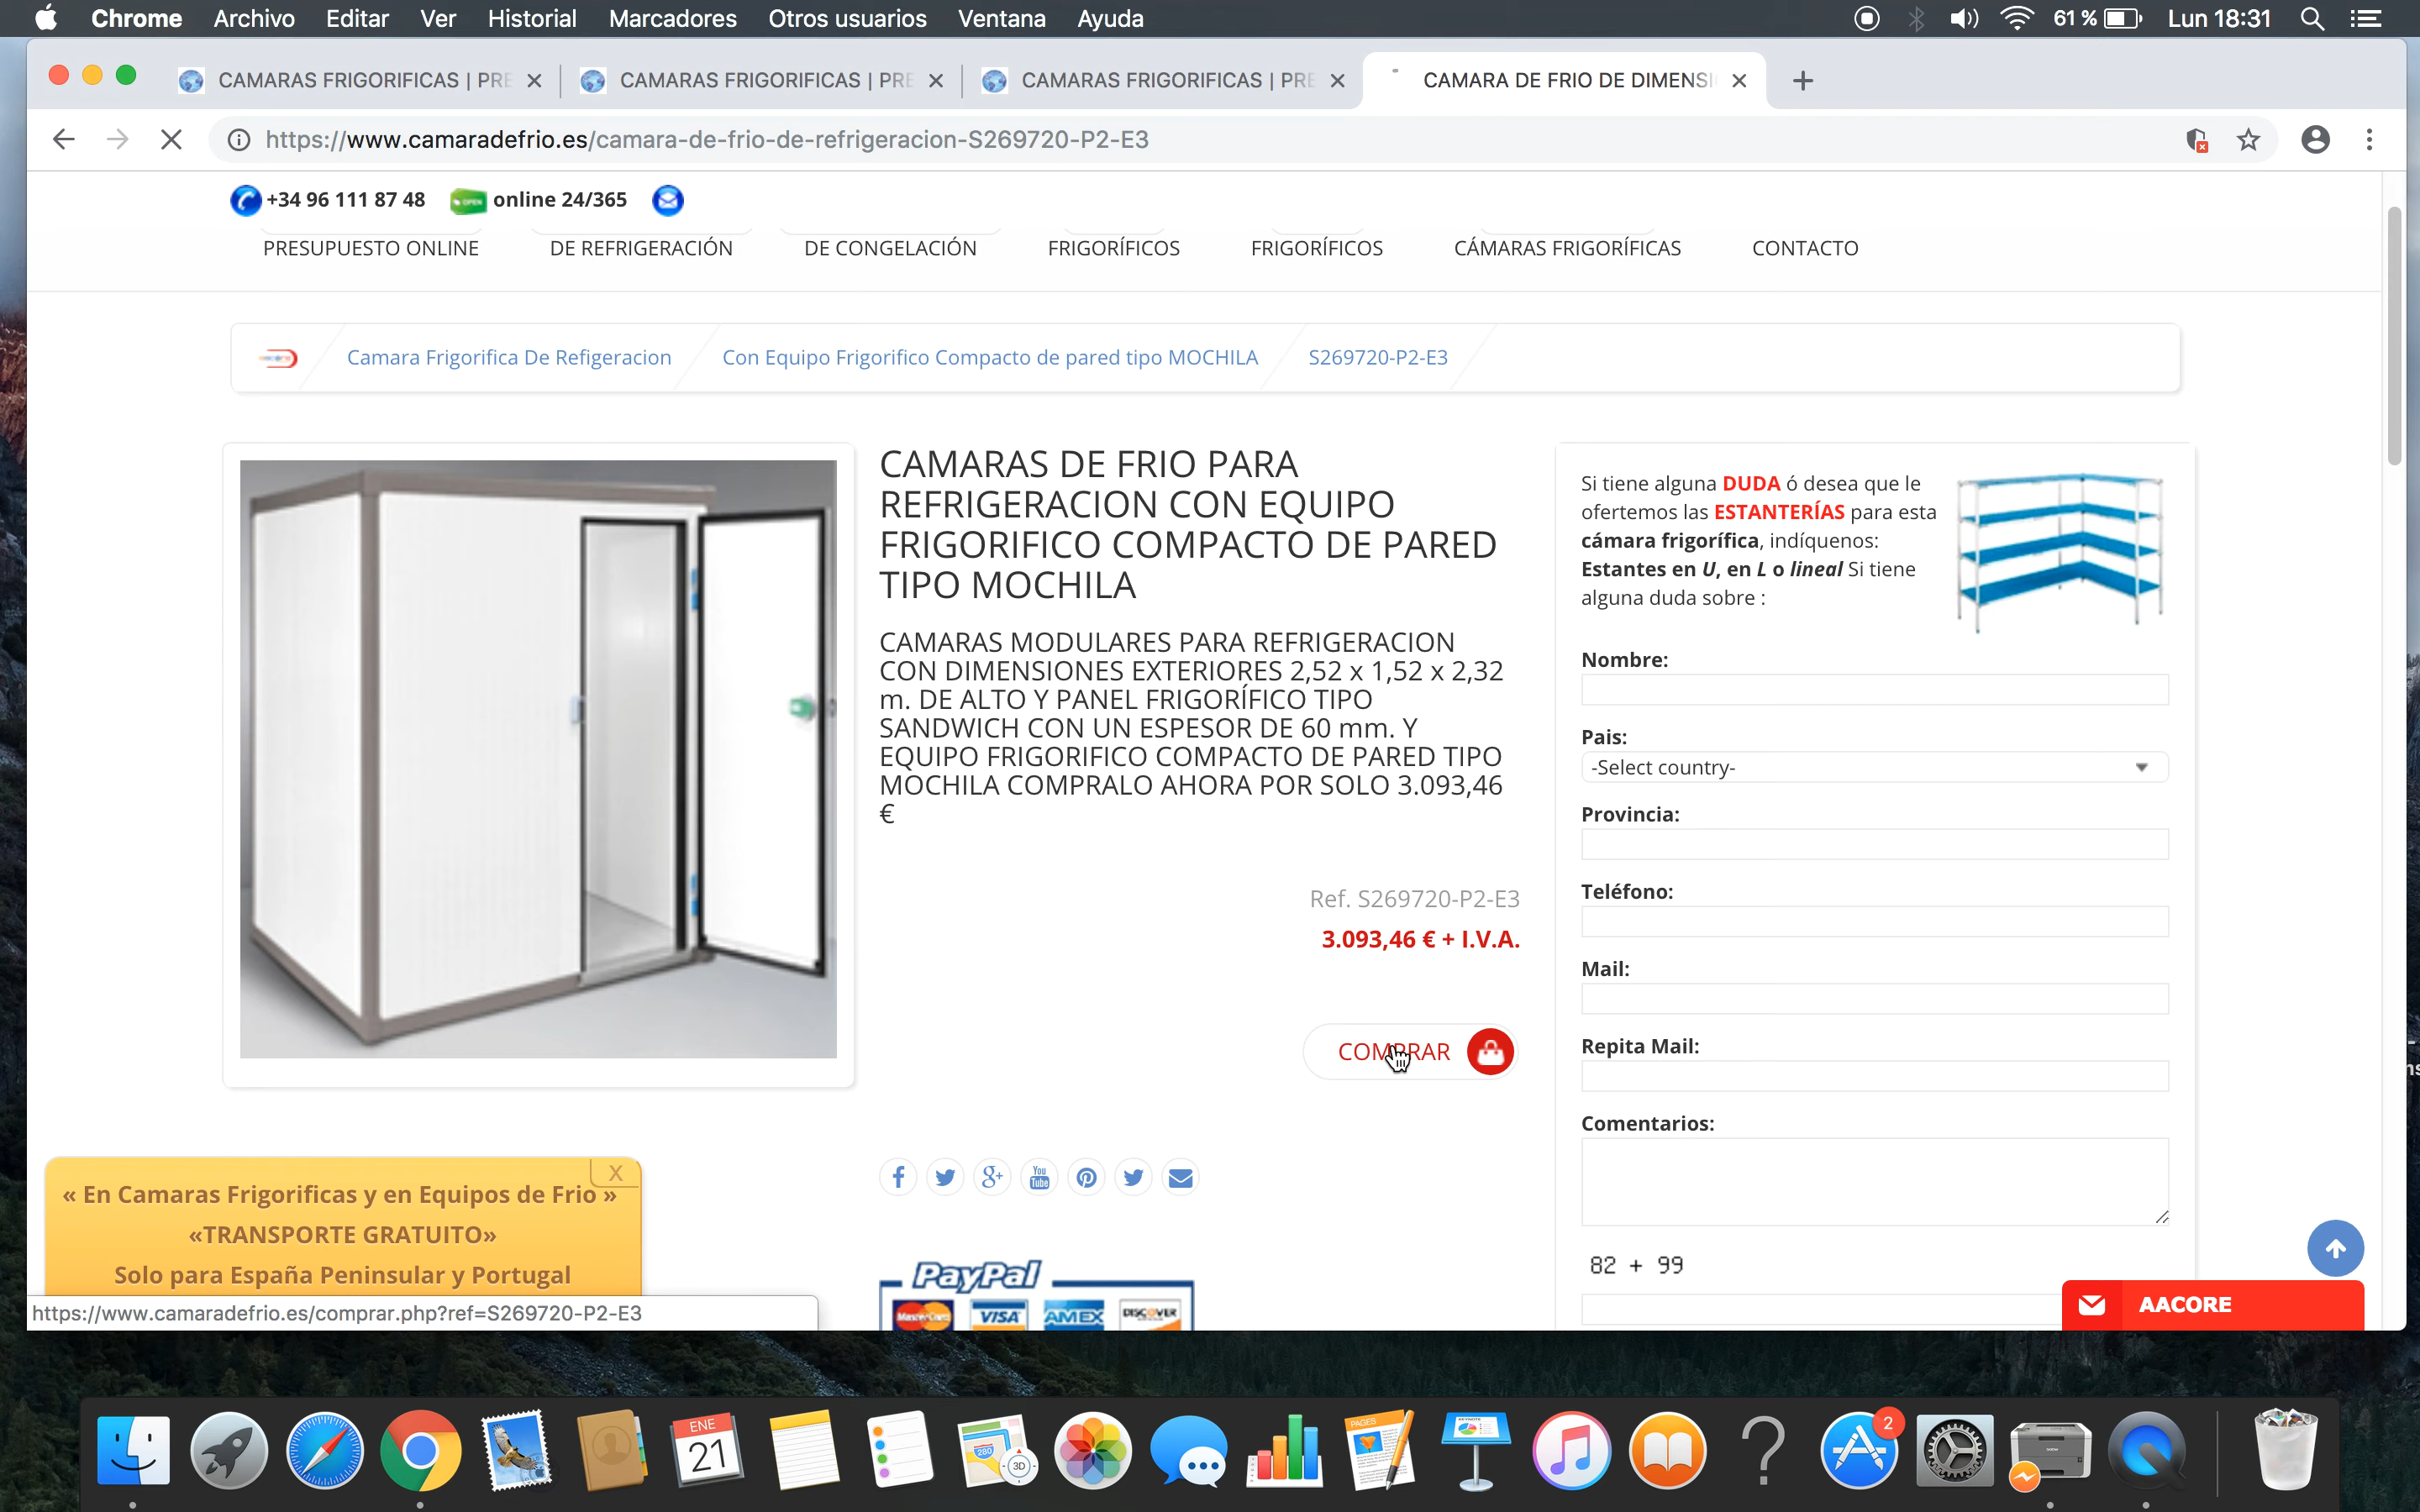 Chrome Archivo Editar Ver Historial Marcadores Otros usuarios Ventana Ayuda 61 % Lun 18:31
CAMARAS FRIGORIFICAS | PRE CAMARAS FRIGORIFICAS | PRE CAMARAS FRIGORIFICAS | PRE CAMARA DE FRIO DE DIMENSI
https://www.camaradefrio.es/camara-de-frio-de-refrigeracion-S269720-P2-E3
+34 96 111 87 48 OPEN online 24/365
PRESUPUESTO ONLINE DE REFRIGERACIÓN DE CONGELACIÓN FRIGORÍFICOS FRIGORÍFICOS CÁMARAS FRIGORÍFICAS CONTACTO
Camara Frigorifica De Refigeracion Con Equipo Frigorifico Compacto de pared tipo MOCHILA S269720-P2-E3
CAMARAS DE FRIO PARA
REFRIGERACION CON EQUIPO
FRIGORIFICO COMPACTO DE PARED
TIPO MOCHILA
CAMARAS MODULARES PARA REFRIGERACION
CON DIMENSIONES EXTERIORES 2,52 x 1,52 x 2,32
m. DE ALTO Y PANEL FRIGORÍFICO TIPO
SANDWICH CON UN ESPESOR DE 60 mm. Y
EQUIPO FRIGORIFICO COMPACTO DE PARED TIPO
MOCHILA COMPRALO AHORA POR SOLO 3.093,46
€
Ref. S269720-P2-E3
3.093,46 € + I.V.A.
COMPRAR
You
Tube
PayPal
MasterCard VISA AMEX DISCOVER
Si tiene alguna DUDA ó desea que le
ofertemos las ESTANTERÍAS para esta
cámara frigorífica, indíquenos:
Estantes en U, en L o lineal Si tiene
alguna duda sobre :
Nombre:
Pais:
-Select country-
Provincia:
Teléfono:
Mail:
Repita Mail:
Comentarios:
82 + 99
AACORE
X
« En Camaras Frigorificas y en Equipos de Frio »
«TRANSPORTE GRATUITO»
Solo para España Peninsular y Portugal
https://www.camaradefrio.es/comprar.php?ref=S269720-P2-E3
ENE
21
280
3D
PAGES
KEYNOTE
2